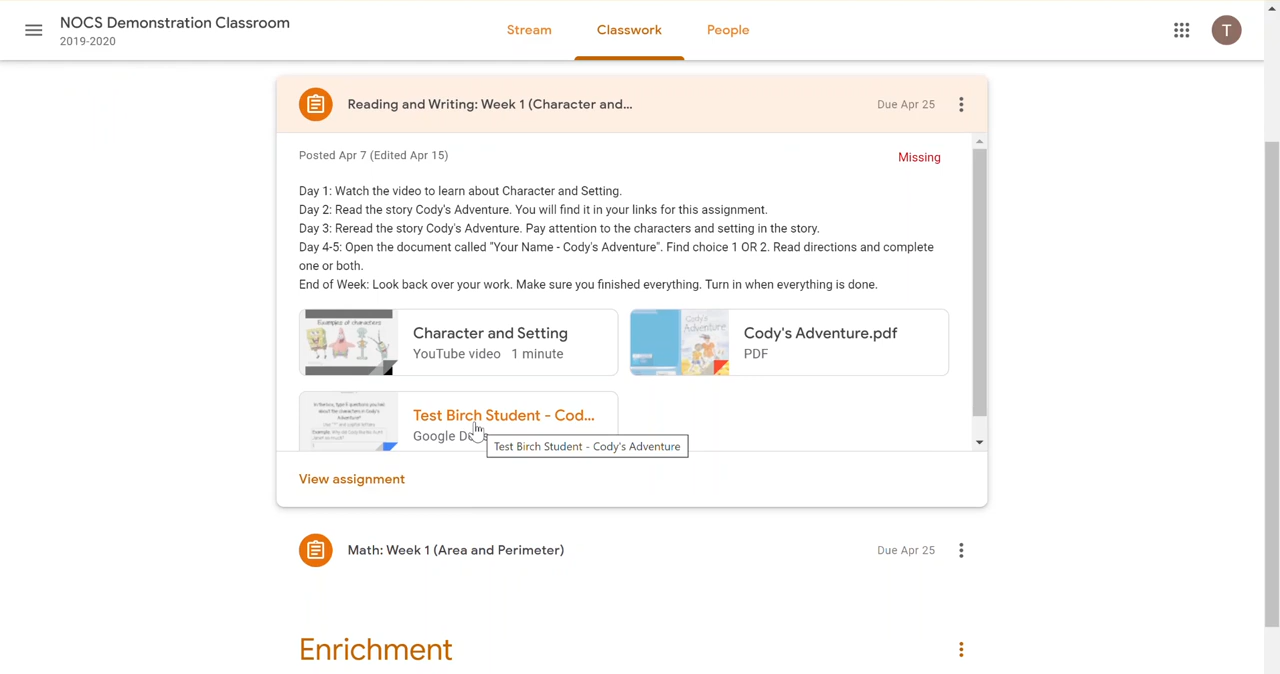 NOCS Demonstration Classroom
2019-2020
Stream
Classwork
People
T
Reading and Writing: Week 1 (Character and...
Due Apr 25
Posted Apr 7 (Edited Apr 15)
Missing
Day 1: Watch the video to learn about Character and Setting.
Day 2: Read the story Cody's Adventure. You will find it in your links for this assignment.
Day 3: Reread the story Cody's Adventure. Pay attention to the characters and setting in the story.
Day 4-5: Open the document called "Your Name - Cody's Adventure". Find choice 1 OR 2. Read directions and complete
one or both.
End of Week: Look back over your work. Make sure you finished everything. Turn in when everything is done.
Examples of characters
Character and Setting
YouTube video 1 minute
Cody's
Adventure
Cody's Adventure.pdf
PDF
Test Birch Student - Cod...
Google Docs
Test Birch Student - Cody's Adventure
View assignment
Math: Week 1 (Area and Perimeter)
Due Apr 25
Enrichment